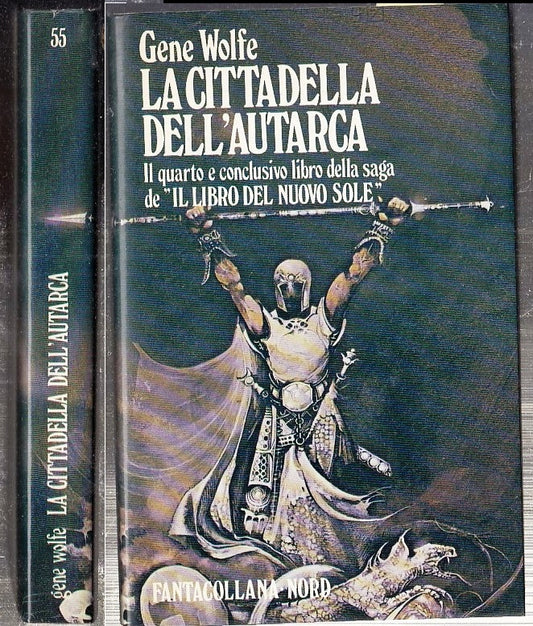 55
gene wolfe LA CITTADELLA DELL'AUTARCA
Gene Wolfe
LA CITTADELLA
DELL'AUTARCA
Il quarto e conclusivo libro della saga
de "IL LIBRO DEL NUOVO SOLE"
FANTACOLLANA NORD